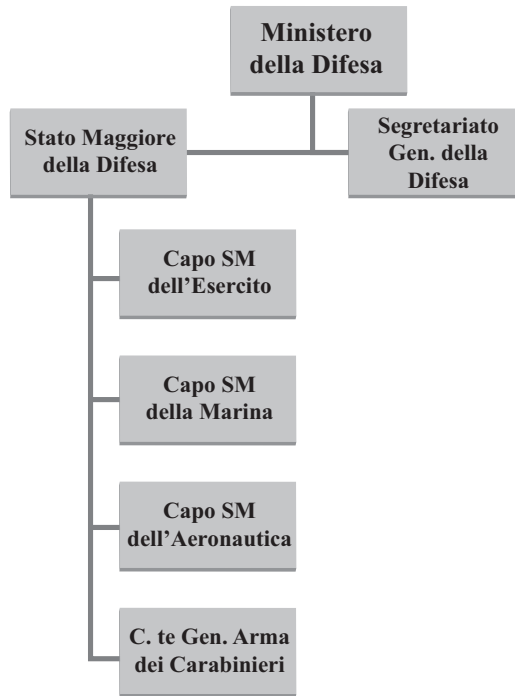 Ministero
della Difesa
Stato Maggiore
della Difesa
Segretariato
Gen. della
Difesa
Capo SM
dell’Esercito
Capo SM
della Marina
Capo SM
dell’Aeronautica
C. te Gen. Arma
dei Carabinieri